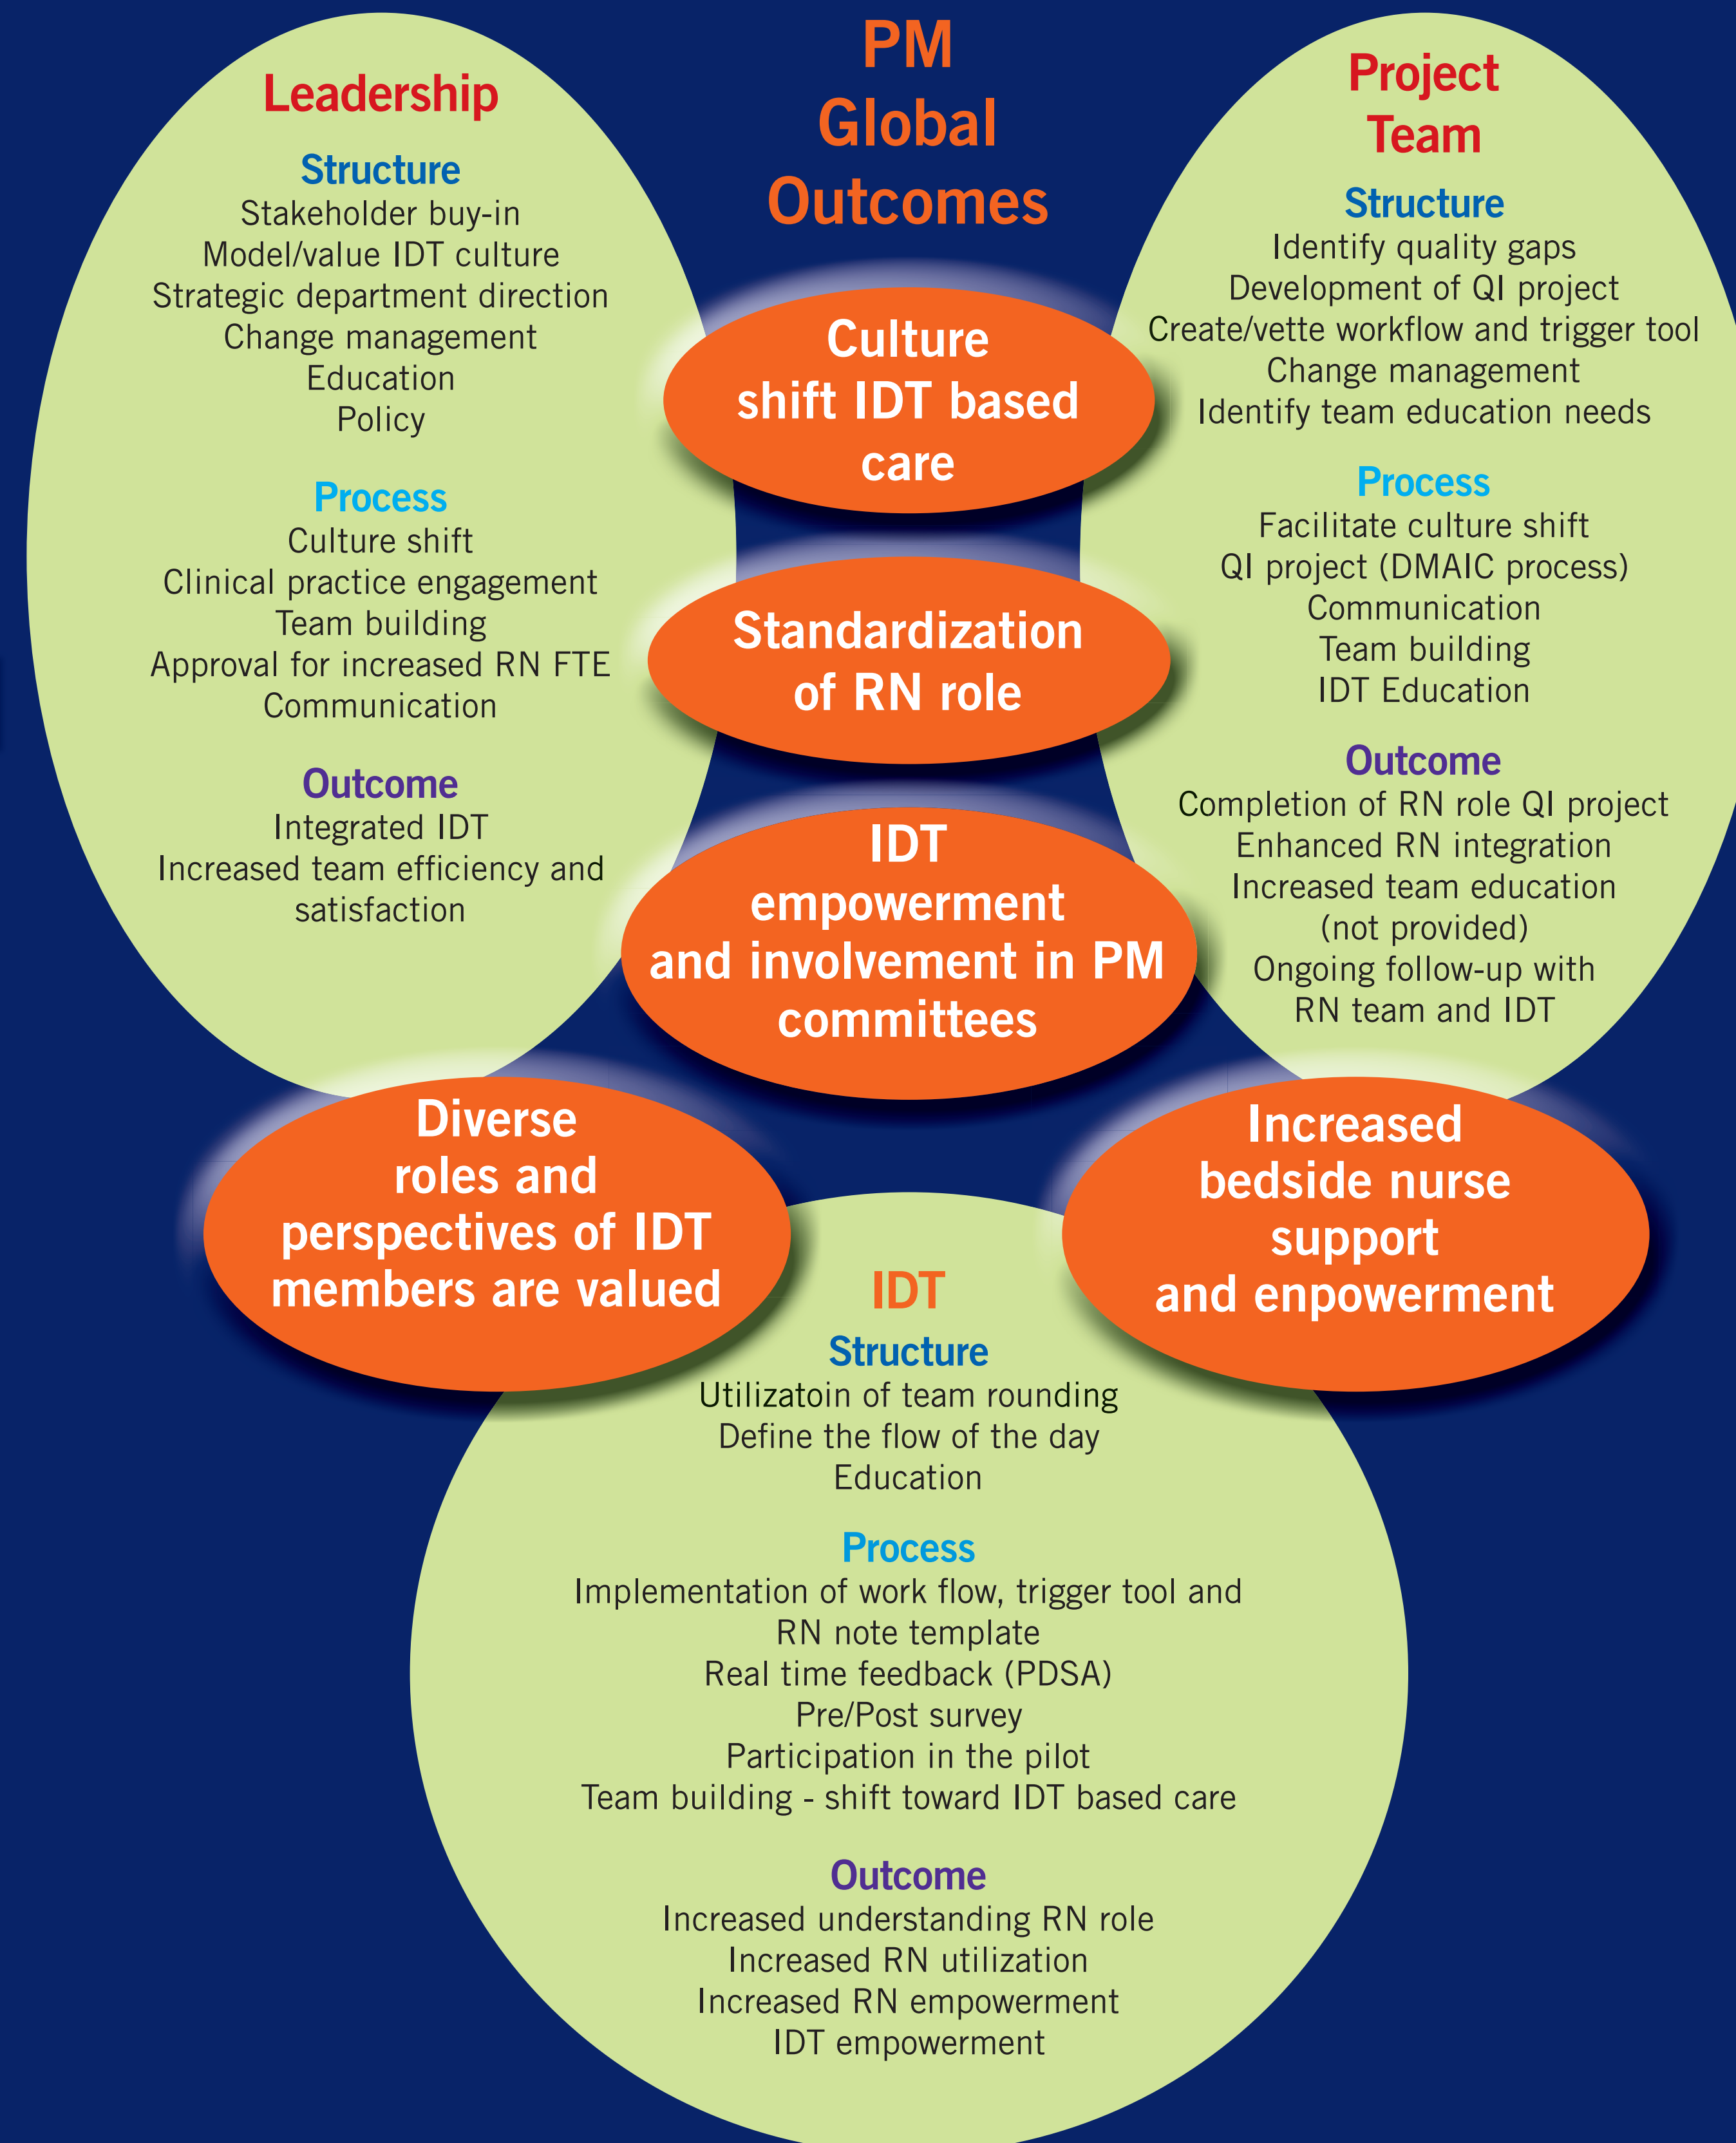 Leadership
Structure
Stakeholder buy-in
Model/value IDT culture
Strategic department direction
Change management
Education
Policy
Process
Culture shift
Clinical practice engagement
Team building
Approval for increased RN FTE
Communication
Outcome
Integrated IDT
Increased team efficiency and
satisfaction
PM
Global
Outcomes
Culture
shift IDT based
care
Standardization
of RN role
IDT
empowerment
and involvement in PM
committees
Project
Team
Structure
Identify quality gaps
Development of QI project
Create/vette workflow and trigger tool
Change management
Identify team education needs
Process
Facilitate culture shift
QI project (DMAIC process)
Communication
Team building
IDT Education
Outcome
Completion of RN role QI project
Enhanced RN integration
Increased team education
(not provided)
Ongoing follow-up with
RN team and IDT
Diverse
roles and
perspectives of IDT
members are valued
Increased
bedside nurse
support
and enpowerment
IDT
Structure
Utilizatoin of team rounding
Define the flow of the day
Education
Process
Implementation of work flow, trigger tool and
RN note template
Real time feedback (PDSA)
Pre/Post survey
Participation in the pilot
Team building - shift toward IDT based care
Outcome
Increased understanding RN role
Increased RN utilization
Increased RN empowerment
IDT empowerment